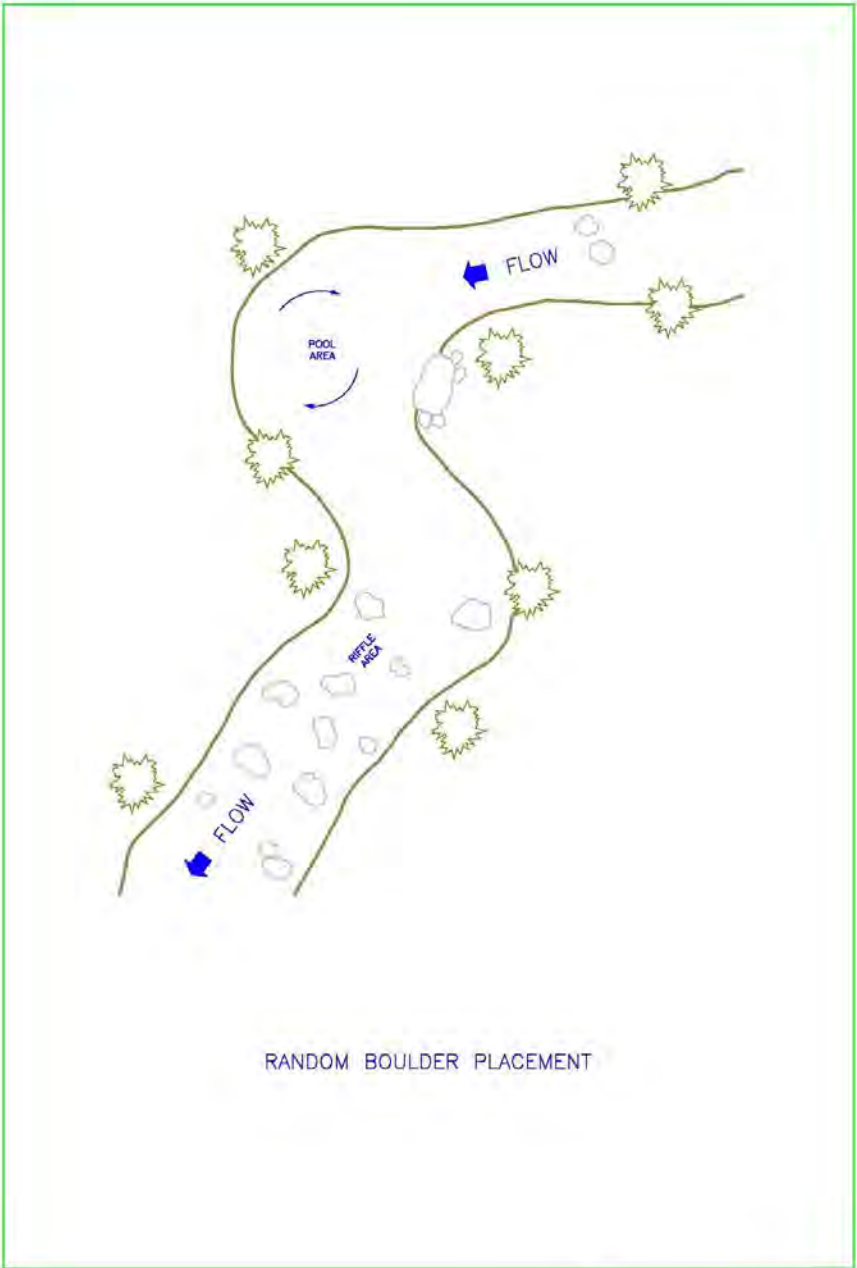 FLOW
POOL
AREA
RIFFLE
AREA
FLOW
RANDOM BOULDER PLACEMENT